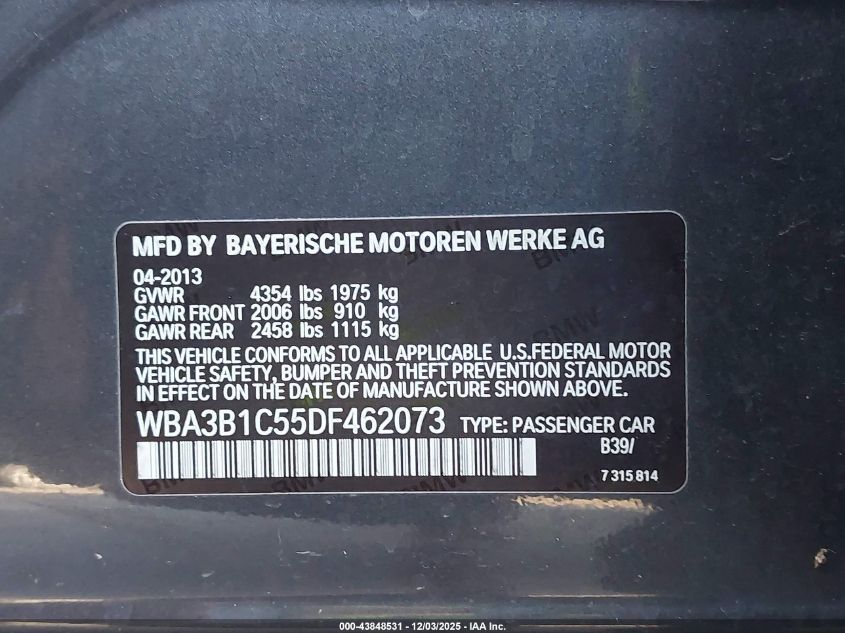 MFD BY BAYERISCHE MOTOREN WERKE AG
04-2013
GVWR 4354 lbs 1975 kg
GAWR FRONT 2006 lbs 910 kg
GAWR REAR 2458 lbs 1115 kg
THIS VEHICLE CONFORMS TO ALL APPLICABLE U.S.FEDERAL MOTOR
VEHICLE SAFETY, BUMPER AND THEFT PREVENTION STANDARDS
IN EFFECT ON THE DATE OF MANUFACTURE SHOWN ABOVE.
WBA3B1C55DF462073 TYPE: PASSENGER CAR
B39/
7 315 814
000-43848531 - 12/03/2025 - IAA Inc.